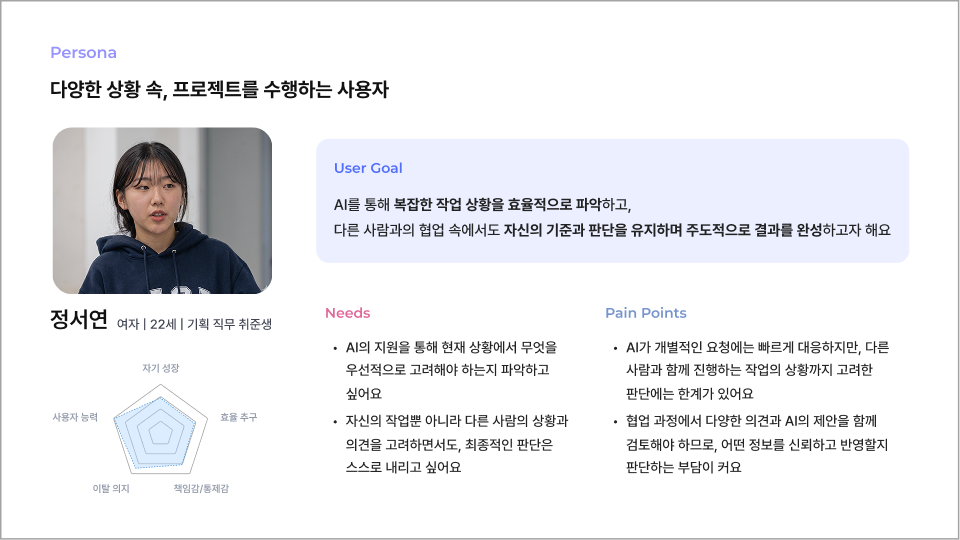 Persona
다양한 상황 속, 프로젝트를 수행하는 사용자
정서연 여자 | 22세 | 기획 직무 취준생
자기 성장
사용자 능력
효율 추구
이탈 의지
책임감/통제감
User Goal
AI를 통해 복잡한 작업 상황을 효율적으로 파악하고,
다른 사람과의 협업 속에서도 자신의 기준과 판단을 유지하며 주도적으로 결과를 완성하고자 해요
Needs
• AI의 지원을 통해 현재 상황에서 무엇을
우선적으로 고려해야 하는지 파악하고
싶어요
• 자신의 작업뿐 아니라 다른 사람의 상황과
의견을 고려하면서도, 최종적인 판단은
스스로 내리고 싶어요
Pain Points
• AI가 개별적인 요청에는 빠르게 대응하지만, 다른
사람과 함께 진행하는 작업의 상황까지 고려한
판단에는 한계가 있어요
• 협업 과정에서 다양한 의견과 AI의 제안을 함께
검토해야 하므로, 어떤 정보를 신뢰하고 반영할지
판단하는 부담이 커요